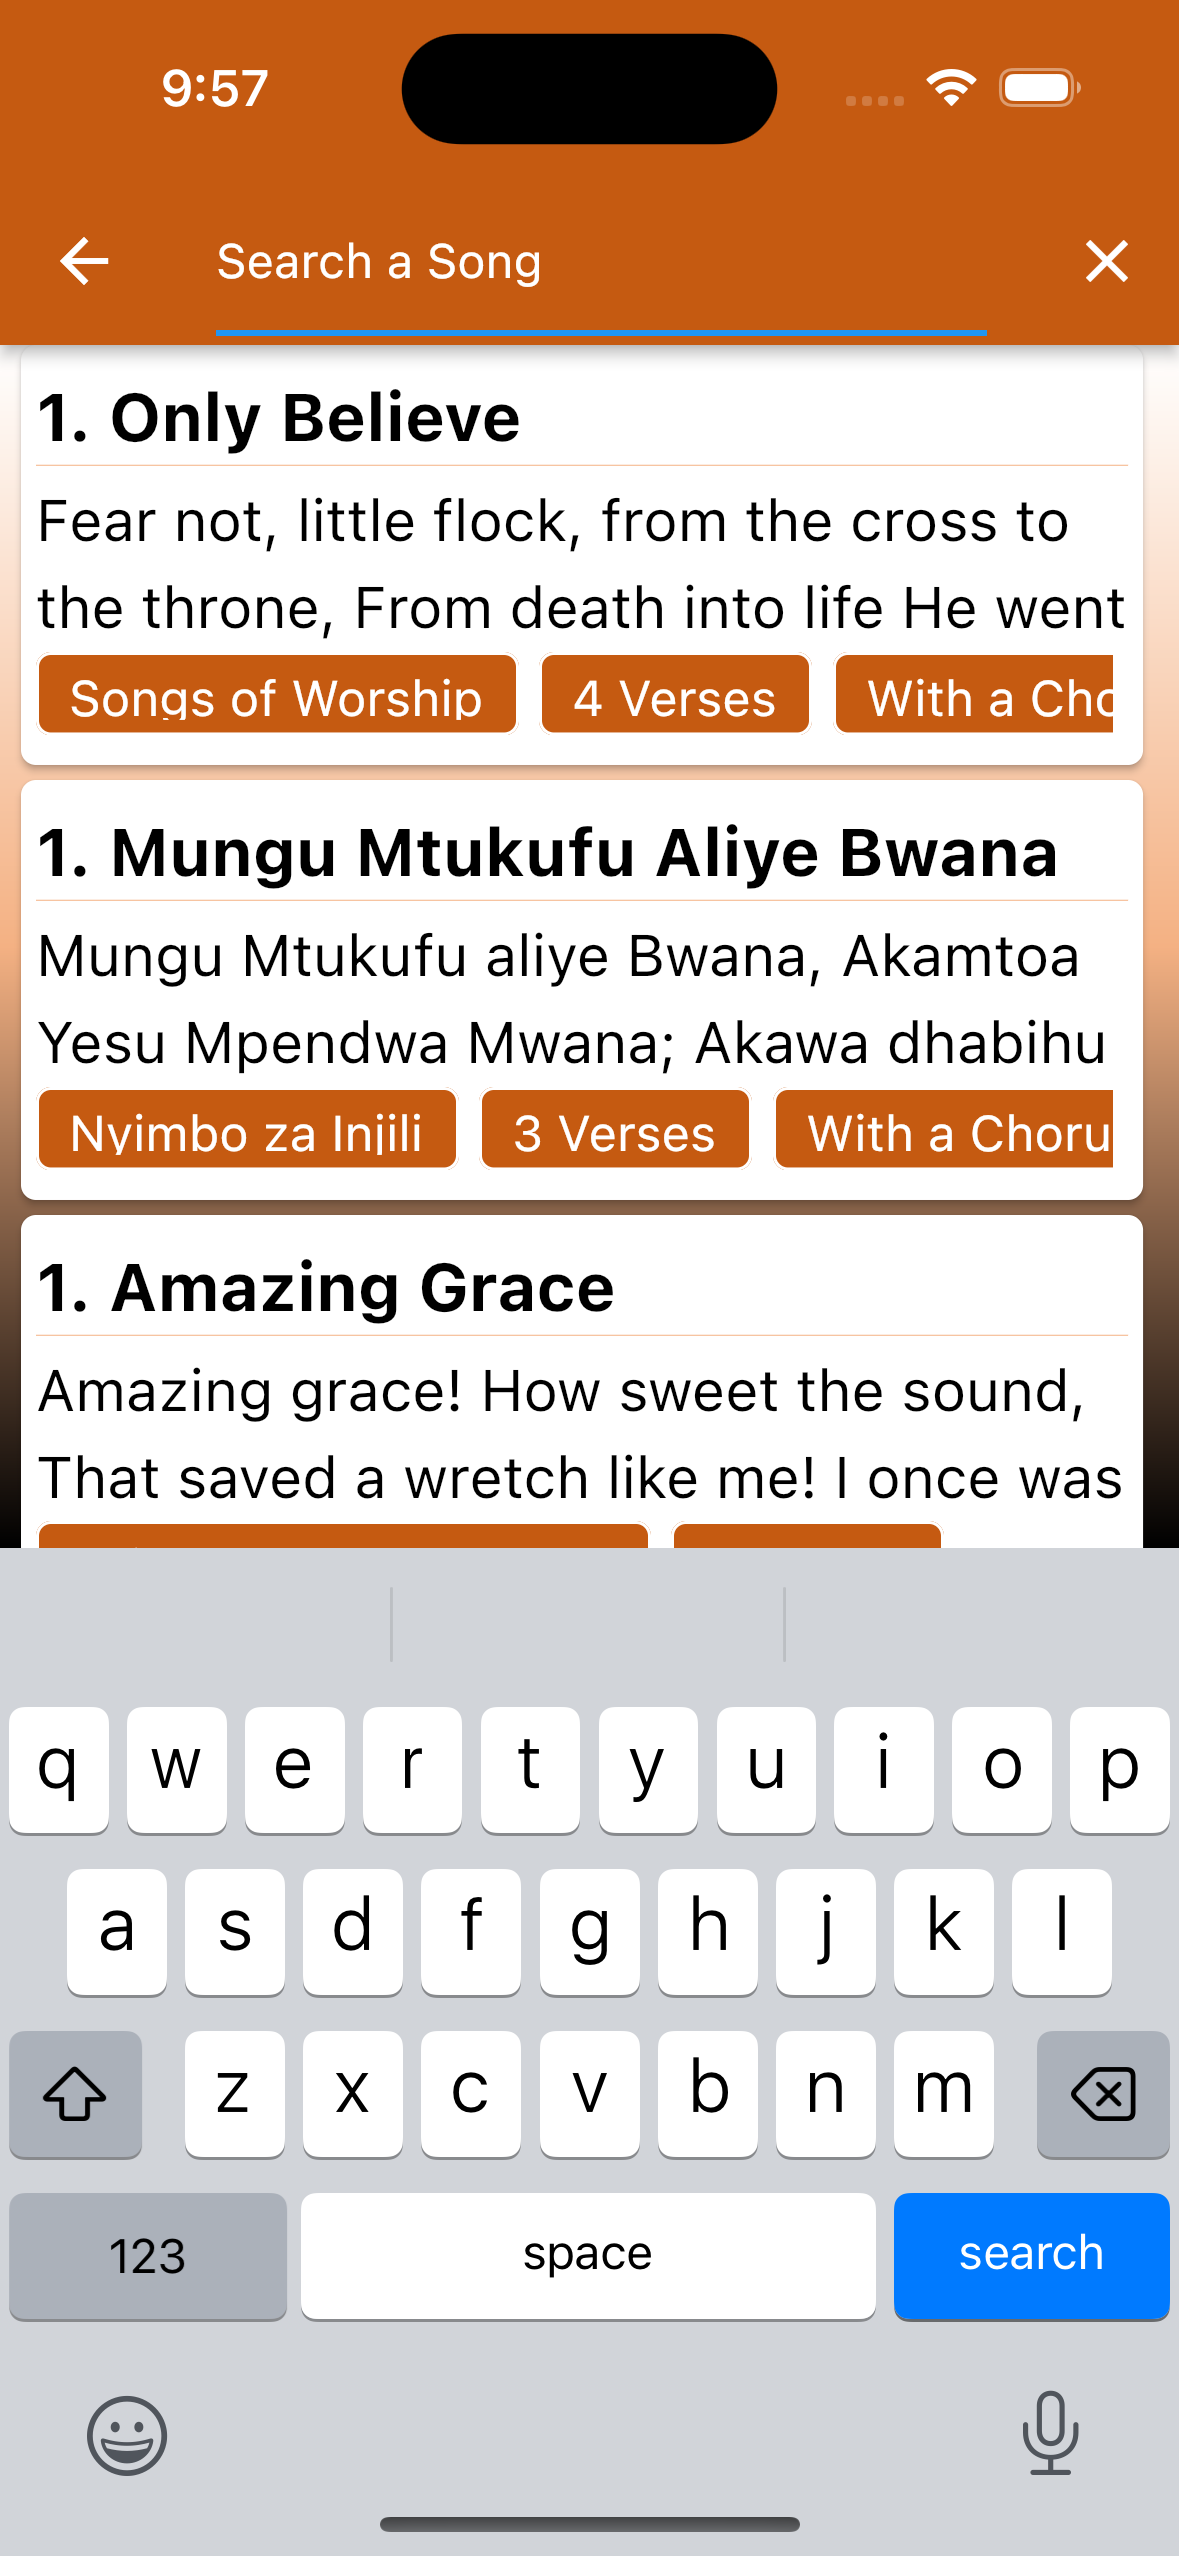 9:57
Search a Song
1. Only Believe
Fear not, little flock, from the cross to
the throne, From death into life He went
Songs of Worship 4 Verses With a Cho
1. Mungu Mtukufu Aliye Bwana
Mungu Mtukufu aliye Bwana, Akamtoa
Yesu Mpendwa Mwana; Akawa dhabihu
Nyimbo za Injili 3 Verses With a Choru
1. Amazing Grace
Amazing grace! How sweet the sound,
That saved a wretch like me! I once was
q w e r t y u i o p
a s d f g h j k l
z x c v b n m
123 space search